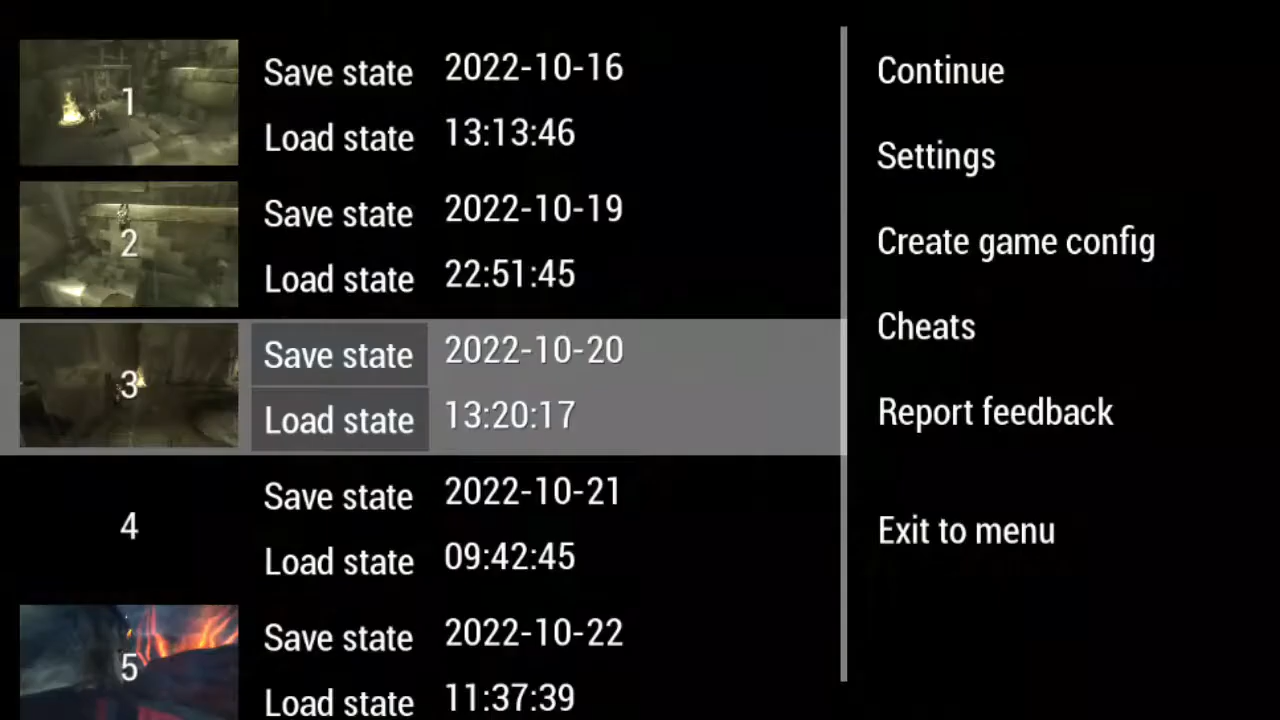 1
Save state 2022-10-16
Load state 13:13:46
2
Save state 2022-10-19
Load state 22:51:45
3
Save state 2022-10-20
Load state 13:20:17
4
Save state 2022-10-21
Load state 09:42:45
5
Save state 2022-10-22
Load state 11:37:39
Continue
Settings
Create game config
Cheats
Report feedback
Exit to menu